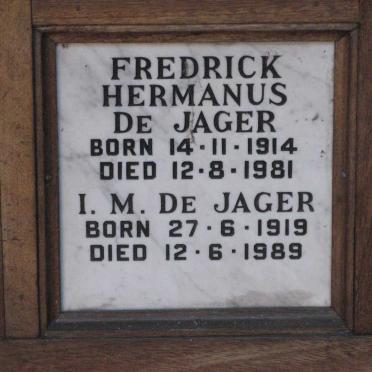 FREDRICK
HERMANUS
DE JAGER
BORN 14·11·1914
DIED 12·8·1981
I. M. DE JAGER
BORN 27·6·1919
DIED 12·6·1989